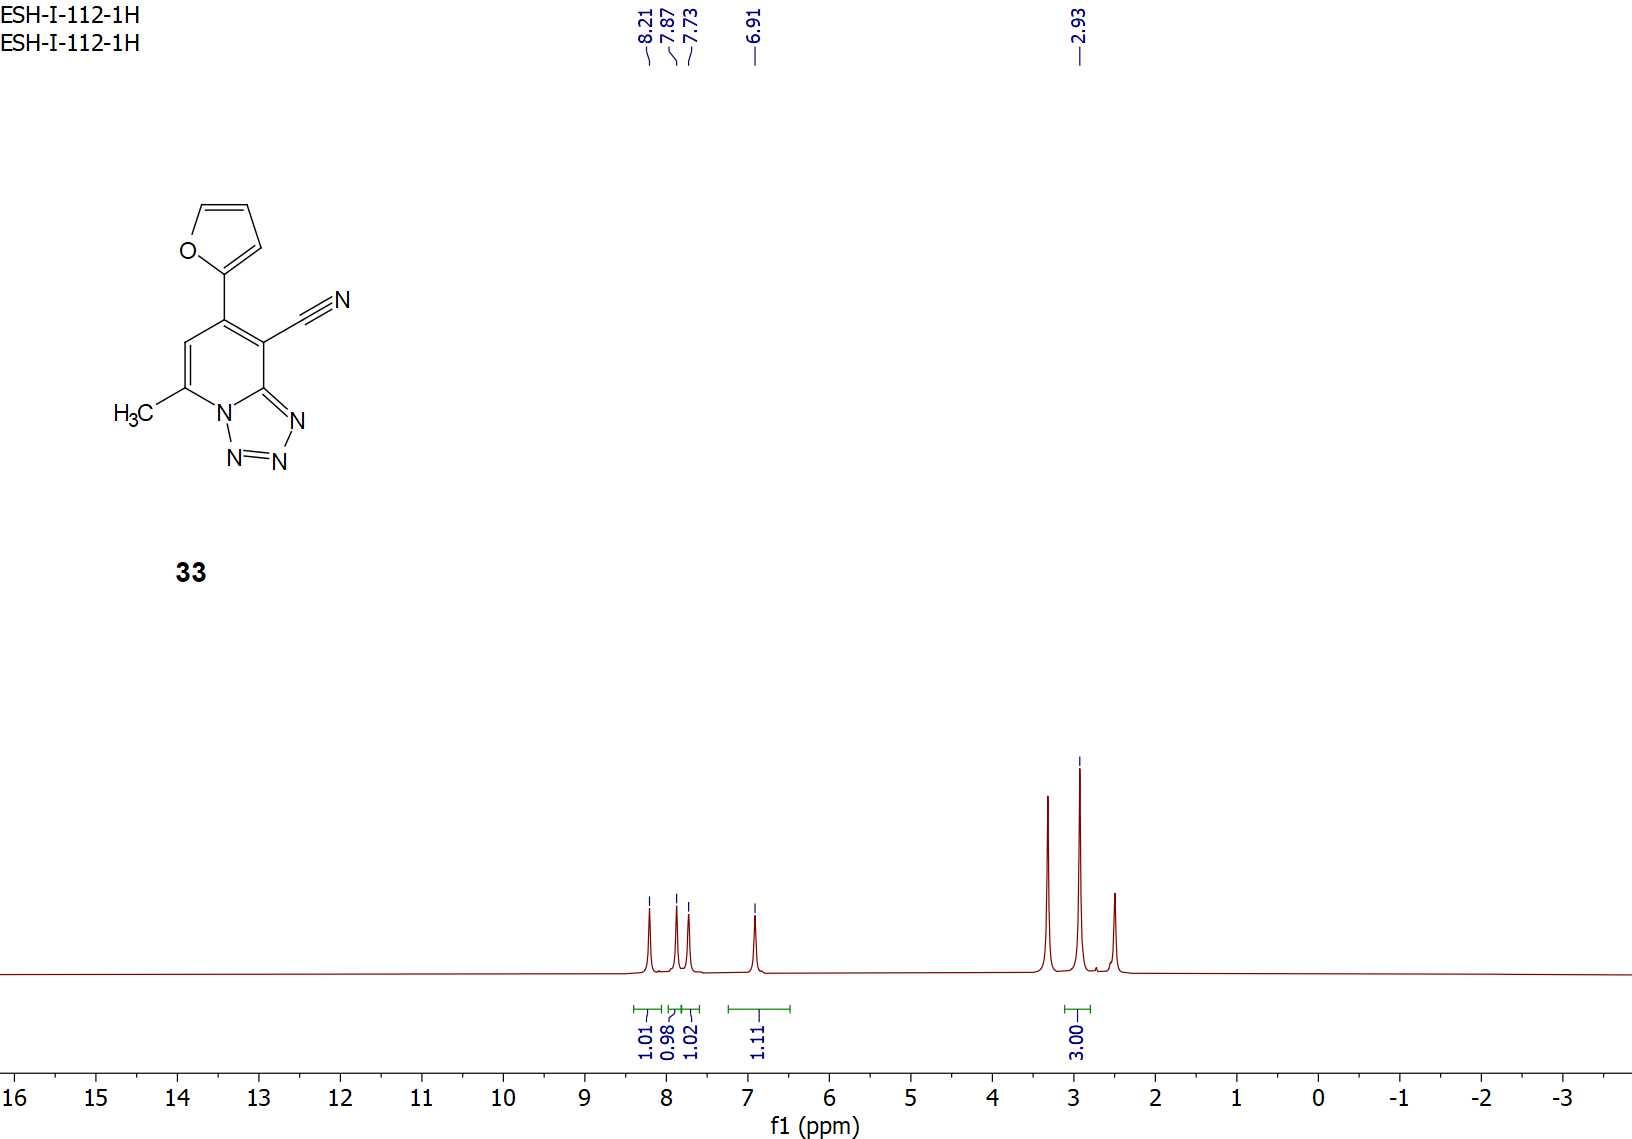 ESH-I-112-1H
ESH-I-112-1H
8.21
7.87
7.73
6.91
2.93
O
N
H3C
N
N
N
N
33
1.01
0.98
1.02
1.11
3.00
16 15 14 13 12 11 10 9 8 7 6 5 4 3 2 1 0 -1 -2 -3
f1 (ppm)